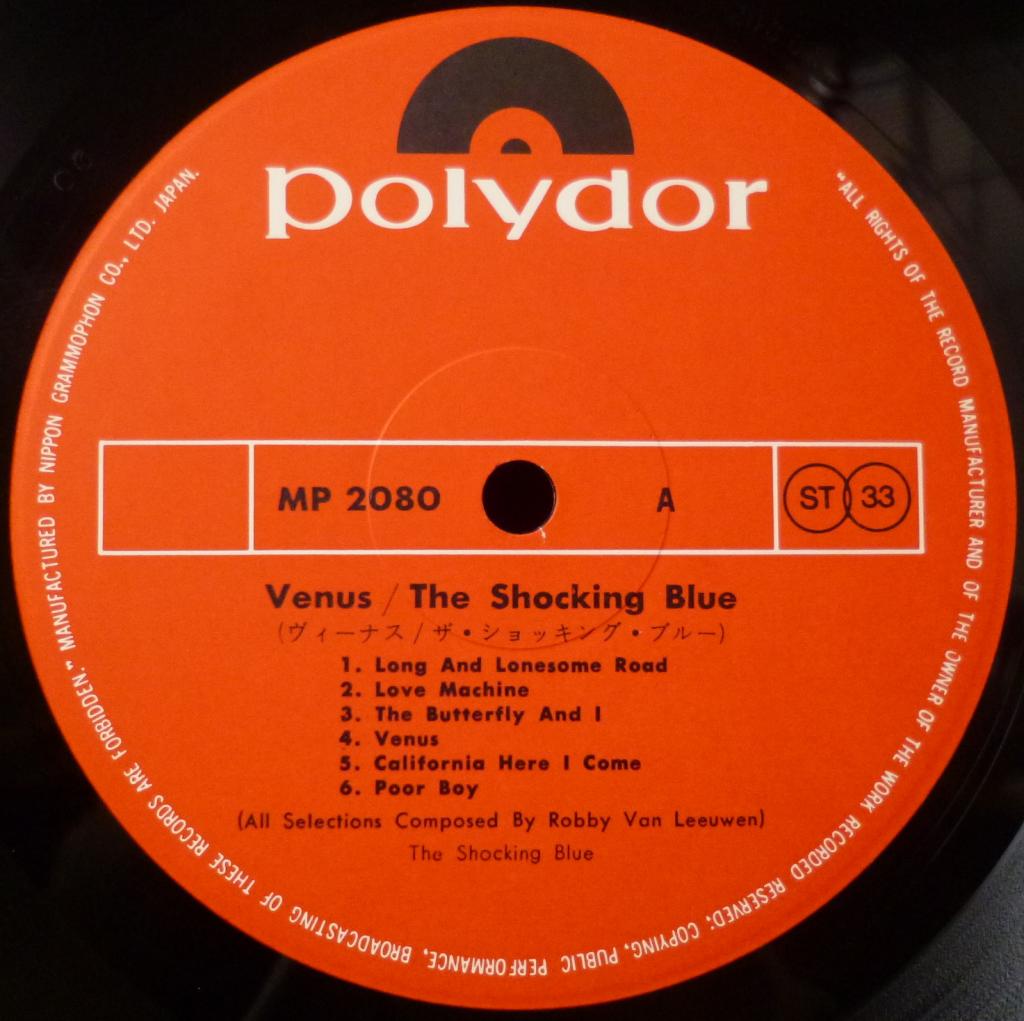 polydor
MP 2080
A
ST 33
Venus / The Shocking Blue
(ヴィーナス / ザ・ショッキング・ブルー)
1. Long And Lonesome Road
2. Love Machine
3. The Butterfly And I
4. Venus
5. California Here I Come
6. Poor Boy
(All Selections Composed By Robby Van Leeuwen)
The Shocking Blue
"ALL RIGHTS OF THE RECORD MANUFACTURER AND OF THE OWNER OF THE WORK RECORDED RESERVED; COPYING, PUBLIC PERFORMANCE, BROADCASTING OF THESE RECORDS ARE FORBIDDEN." MANUFACTURED BY NIPPON GRAMMOPHON CO., LTD. JAPAN.